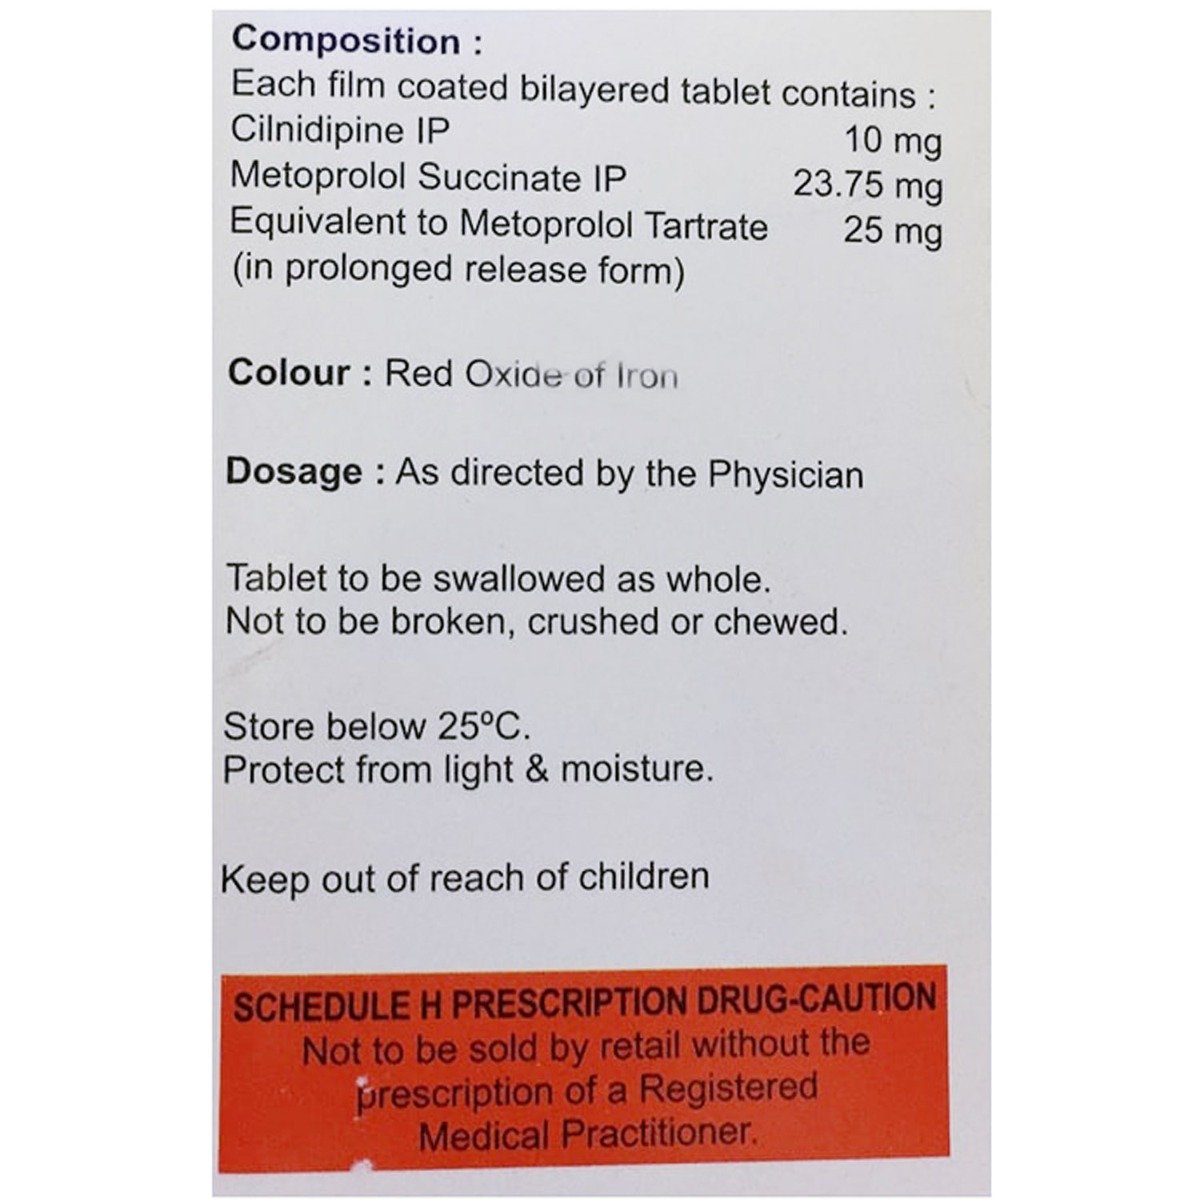 Composition :
Each film coated bilayered tablet contains :
Cilnidipine IP 10 mg
Metoprolol Succinate IP 23.75 mg
Equivalent to Metoprolol Tartrate 25 mg
(in prolonged release form)
Colour : Red Oxide of Iron
Dosage : As directed by the Physician
Tablet to be swallowed as whole.
Not to be broken, crushed or chewed.
Store below 25ºC.
Protect from light & moisture.
Keep out of reach of children
SCHEDULE H PRESCRIPTION DRUG-CAUTION
Not to be sold by retail without the
prescription of a Registered
Medical Practitioner.